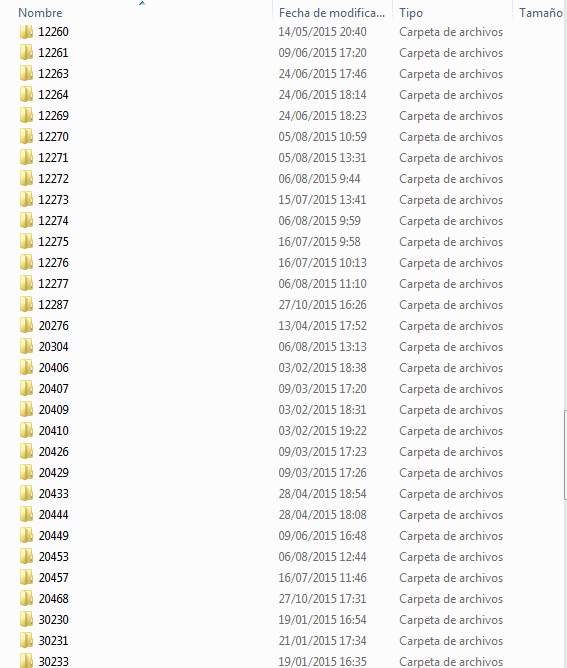 Nombre Fecha de modifica... Tipo Tamaño
12260 14/05/2015 20:40 Carpeta de archivos
12261 09/06/2015 17:20 Carpeta de archivos
12263 24/06/2015 17:46 Carpeta de archivos
12264 24/06/2015 18:14 Carpeta de archivos
12269 24/06/2015 18:23 Carpeta de archivos
12270 05/08/2015 10:59 Carpeta de archivos
12271 05/08/2015 13:31 Carpeta de archivos
12272 06/08/2015 9:44 Carpeta de archivos
12273 15/07/2015 13:41 Carpeta de archivos
12274 06/08/2015 9:59 Carpeta de archivos
12275 16/07/2015 9:58 Carpeta de archivos
12276 16/07/2015 10:13 Carpeta de archivos
12277 06/08/2015 11:10 Carpeta de archivos
12287 27/10/2015 16:26 Carpeta de archivos
20276 13/04/2015 17:52 Carpeta de archivos
20304 06/08/2015 13:13 Carpeta de archivos
20406 03/02/2015 18:38 Carpeta de archivos
20407 09/03/2015 17:20 Carpeta de archivos
20409 03/02/2015 18:31 Carpeta de archivos
20410 03/02/2015 19:22 Carpeta de archivos
20426 09/03/2015 17:23 Carpeta de archivos
20429 09/03/2015 17:26 Carpeta de archivos
20433 28/04/2015 18:54 Carpeta de archivos
20444 28/04/2015 18:08 Carpeta de archivos
20449 09/06/2015 16:48 Carpeta de archivos
20453 06/08/2015 12:44 Carpeta de archivos
20457 16/07/2015 11:46 Carpeta de archivos
20468 27/10/2015 17:31 Carpeta de archivos
30230 19/01/2015 16:54 Carpeta de archivos
30231 21/01/2015 17:34 Carpeta de archivos
30233 19/01/2015 16:35 Carpeta de archivos